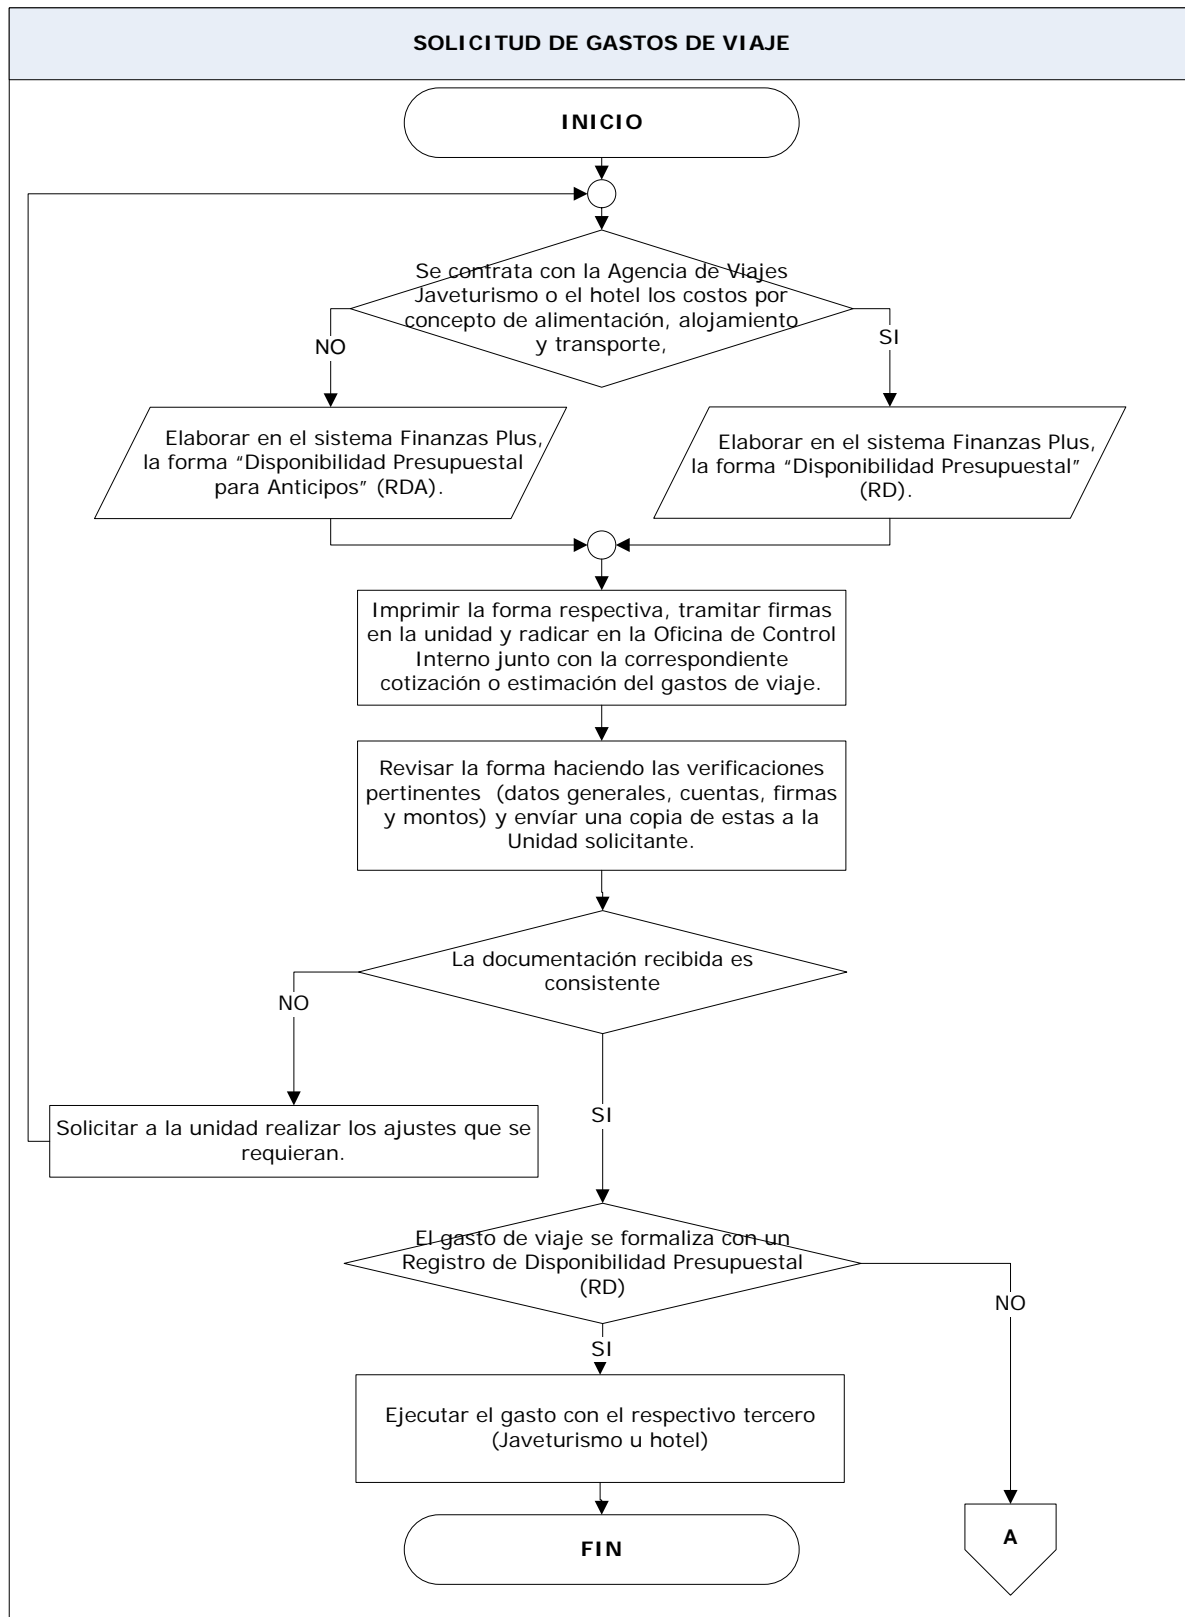 SOLICITUD DE GASTOS DE VIAJE
INICIO
Se contrata con la Agencia de Viajes
Javeturismo o el hotel los costos por
concepto de alimentación, alojamiento
y transporte,
NO
SI
Elaborar en el sistema Finanzas Plus,
la forma “Disponibilidad Presupuestal
para Anticipos” (RDA).
Elaborar en el sistema Finanzas Plus,
la forma “Disponibilidad Presupuestal”
(RD).
Imprimir la forma respectiva, tramitar firmas
en la unidad y radicar en la Oficina de Control
Interno junto con la correspondiente
cotización o estimación del gastos de viaje.
Revisar la forma haciendo las verificaciones
pertinentes (datos generales, cuentas, firmas
y montos) y envíar una copia de estas a la
Unidad solicitante.
La documentación recibida es
consistente
NO
SI
Solicitar a la unidad realizar los ajustes que se
requieran.
El gasto de viaje se formaliza con un
Registro de Disponibilidad Presupuestal
(RD)
NO
SI
Ejecutar el gasto con el respectivo tercero
(Javeturismo u hotel)
FIN
A